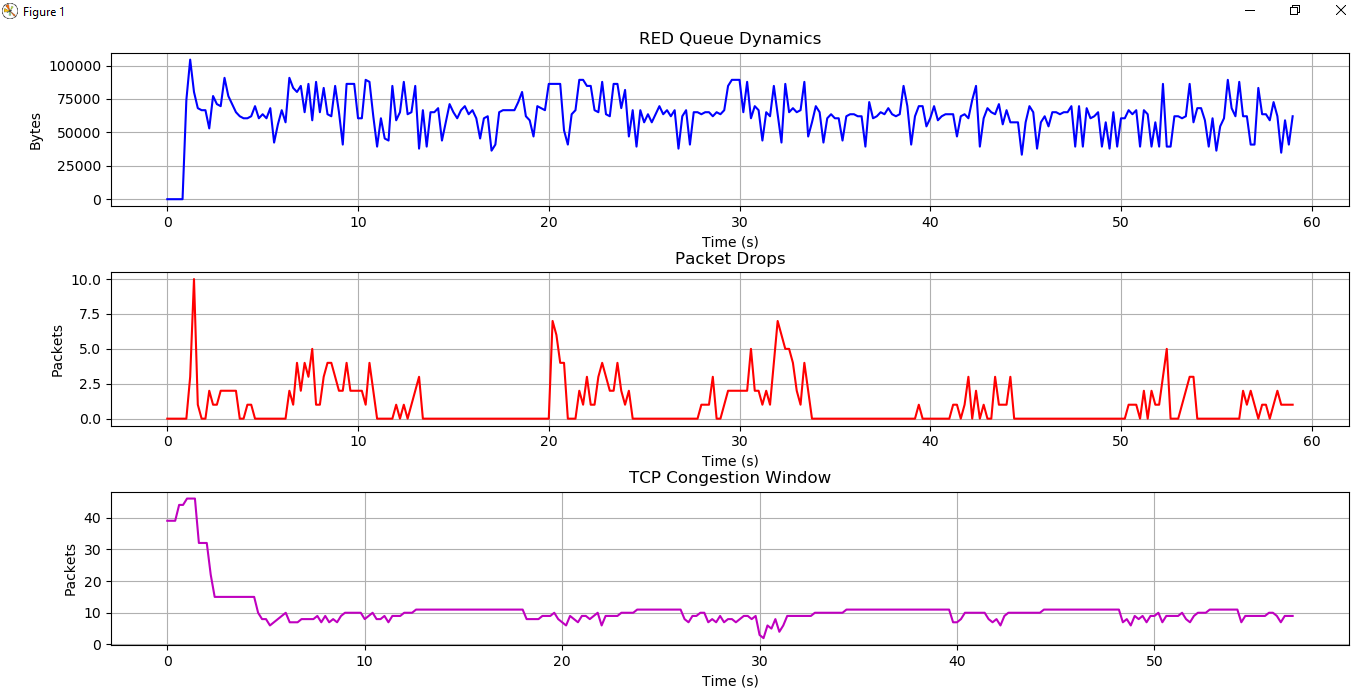 Figure 1
RED Queue Dynamics
100000
75000
50000
25000
0
Bytes
0 10 20 30 40 50 60
Time (s)
Packet Drops
10.0
7.5
5.0
2.5
0.0
Packets
0 10 20 30 40 50 60
Time (s)
TCP Congestion Window
40
30
20
10
0
Packets
0 10 20 30 40 50
Time (s)